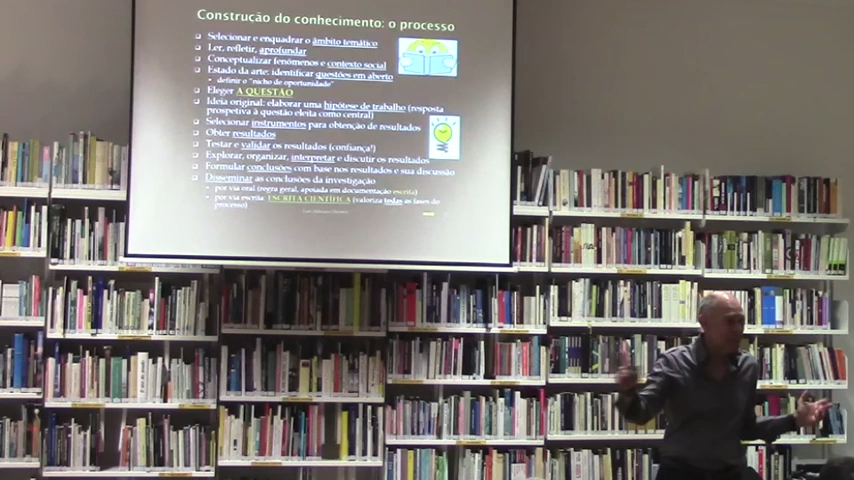 Construção do conhecimento: o processo
Selecionar e enquadrar o âmbito temático
Ler, refletir, aprofundar
Conceptualizar fenómenos e contexto social
Estado da arte: identificar questões em aberto
definir o "nicho de oportunidade"
Eleger A QUESTÃO
Ideia original: elaborar uma hipótese de trabalho (resposta
prospetiva à questão eleita como central)
Selecionar instrumentos para obtenção de resultados
Obter resultados
Testar e validar os resultados (confiança!)
Explorar, organizar, interpretar e discutir os resultados
Formular conclusões com base nos resultados e sua discussão
Disseminar as conclusões da investigação
por via oral (regra geral, apoiada em documentação escrita)
por via escrita: ESCRITA CIENTÍFICA (valoriza todas as fases do
processo)